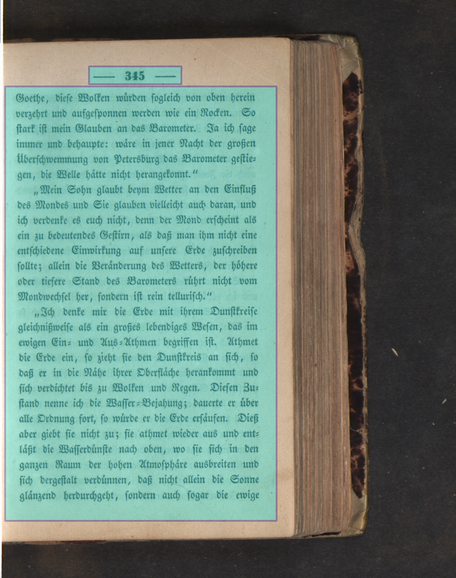 — 345 —
Goethe, diese Wolken würden sogleich von oben herein
verzehrt und aufgesponnen werden wie ein Rocken. So
stark ist mein Glauben an das Barometer. Ja ich sage
immer und behaupte: wäre in jener Nacht der großen
Überschwemmung von Petersburg das Barometer gestie-
gen, die Welle hätte nicht herangekonnt.“
„Mein Sohn glaubt beym Wetter an den Einfluß
des Mondes und Sie glauben vielleicht auch daran, und
ich verdenke es euch nicht, denn der Mond erscheint als
ein zu bedeutendes Gestirn, als daß man ihm nicht eine
entschiedene Einwirkung auf unsere Erde zuschreiben
sollte; allein die Veränderung des Wetters, der höhere
oder tiefere Stand des Barometers rührt nicht vom
Mondwechsel her, sondern ist rein tellurisch.“
„Ich denke mir die Erde mit ihrem Dunstkreise
gleichnißweise als ein großes lebendiges Wesen, das im
ewigen Ein- und Aus-Athmen begriffen ist. Athmet
die Erde ein, so zieht sie den Dunstkreis an sich, so
daß er in die Nähe ihrer Oberfläche herankommt und
sich verdichtet bis zu Wolken und Regen. Diesen Zu-
stand nenne ich die Wasser-Bejahung; dauerte er über
alle Ordnung fort, so würde er die Erde ersäufen. Dieß
aber giebt sie nicht zu; sie athmet wieder aus und ent-
läßt die Wasserdünste nach oben, wo sie sich in den
ganzen Raum der hohen Atmosphäre ausbreiten und
sich dergestalt verdünnen, daß nicht allein die Sonne
glänzend herdurchgeht, sondern auch sogar die ewige